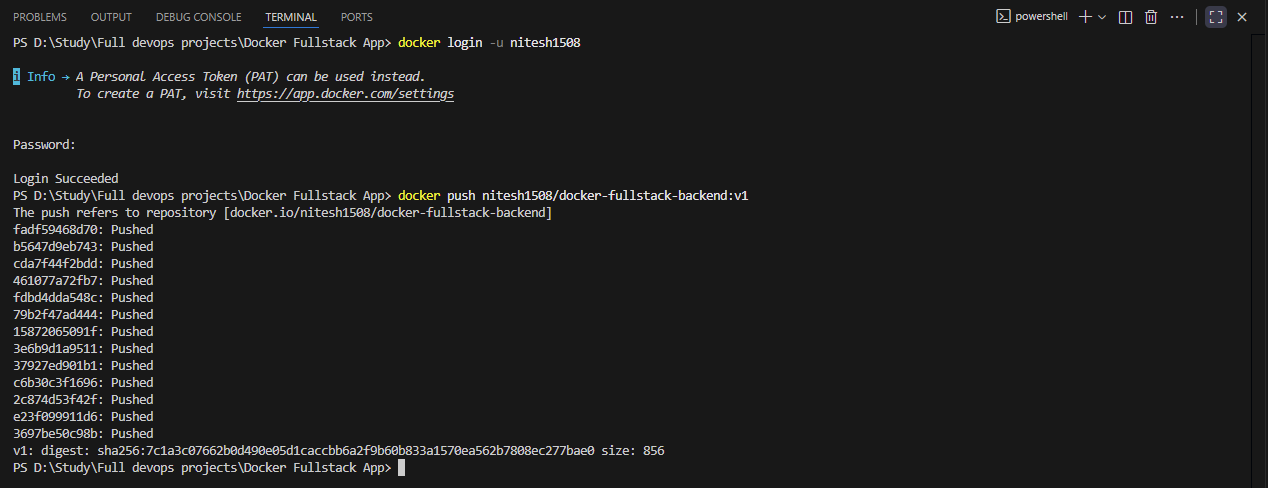 PROBLEMS OUTPUT DEBUG CONSOLE TERMINAL PORTS powershell
PS D:\Study\Full devops projects\Docker Fullstack App> docker login -u nitesh1508
i Info → A Personal Access Token (PAT) can be used instead.
To create a PAT, visit https://app.docker.com/settings
Password:
Login Succeeded
PS D:\Study\Full devops projects\Docker Fullstack App> docker push nitesh1508/docker-fullstack-backend:v1
The push refers to repository [docker.io/nitesh1508/docker-fullstack-backend]
fadf59468d70: Pushed
b5647d9eb743: Pushed
cda7f44f2bdd: Pushed
461077a72fb7: Pushed
fdbd4dda548c: Pushed
79b2f47ad444: Pushed
15872065091f: Pushed
3e6b9d1a9511: Pushed
37927ed901b1: Pushed
c6b30c3f1696: Pushed
2c874d53f42f: Pushed
e23f099911d6: Pushed
3697be50c98b: Pushed
v1: digest: sha256:7c1a3c07662b0d490e05d1caccbb6a2f9b60b833a1570ea562b7808ec277bae0 size: 856
PS D:\Study\Full devops projects\Docker Fullstack App>